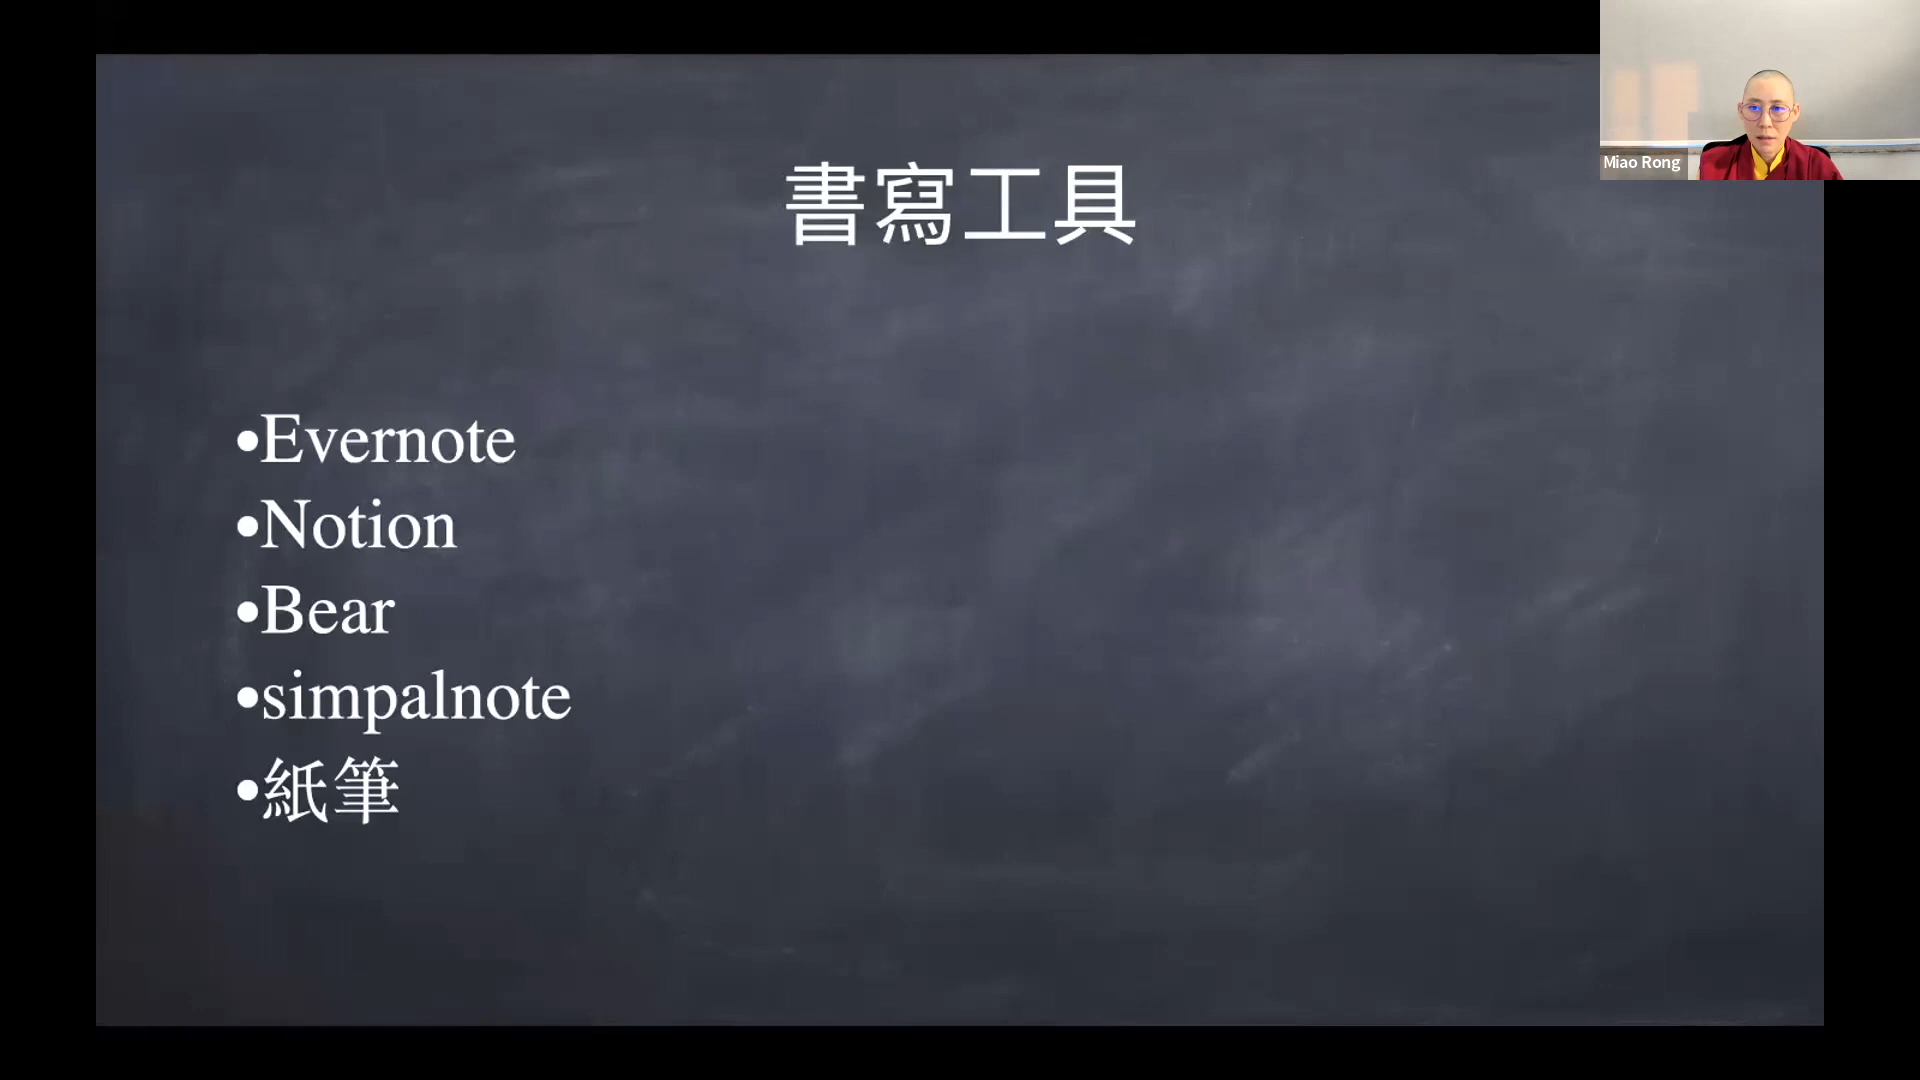 書寫工具
Miao Rong
•Evernote
•Notion
•Bear
•simpalnote
•紙筆